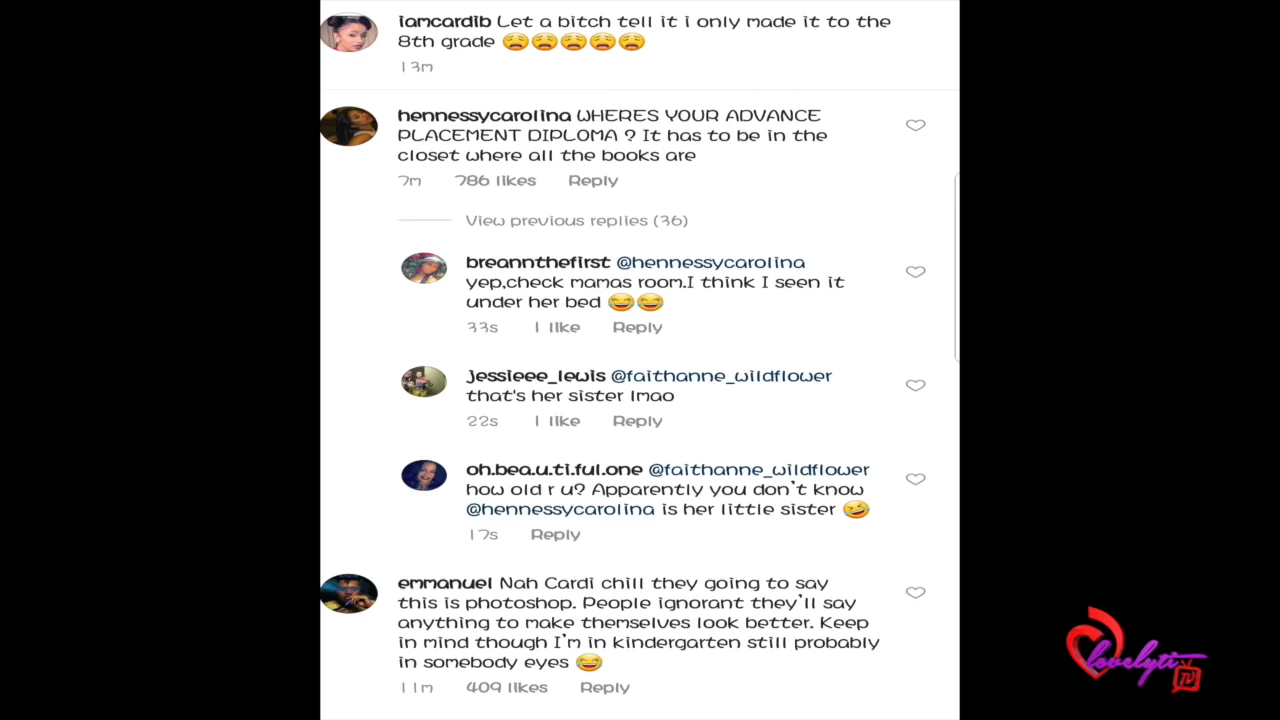 iamcardib Let a bitch tell it i only made it to the
8th grade 😩😩😩😩😩
13m
hennessycarolina WHERES YOUR ADVANCE
PLACEMENT DIPLOMA ? It has to be in the
closet where all the books are
7m 786 likes Reply
View previous replies (36)
breannthefirst @hennessycarolina
yep,check mamas room.I think I seen it
under her bed 😂😂
33s 1 like Reply
jessieee_lewis @faithanne_wildflower
that's her sister lmao
22s 1 like Reply
oh.bea.u.ti.ful.one @faithanne_wildflower
how old r u? Apparently you don't know
@hennessycarolina is her little sister 🤣
17s Reply
emmanuel Nah Cardi chill they going to say
this is photoshop. People ignorant they'll say
anything to make themselves look better. Keep
in mind though I'm in kindergarten still probably
in somebody eyes 😂
11m 409 likes Reply
lovelyti
TV